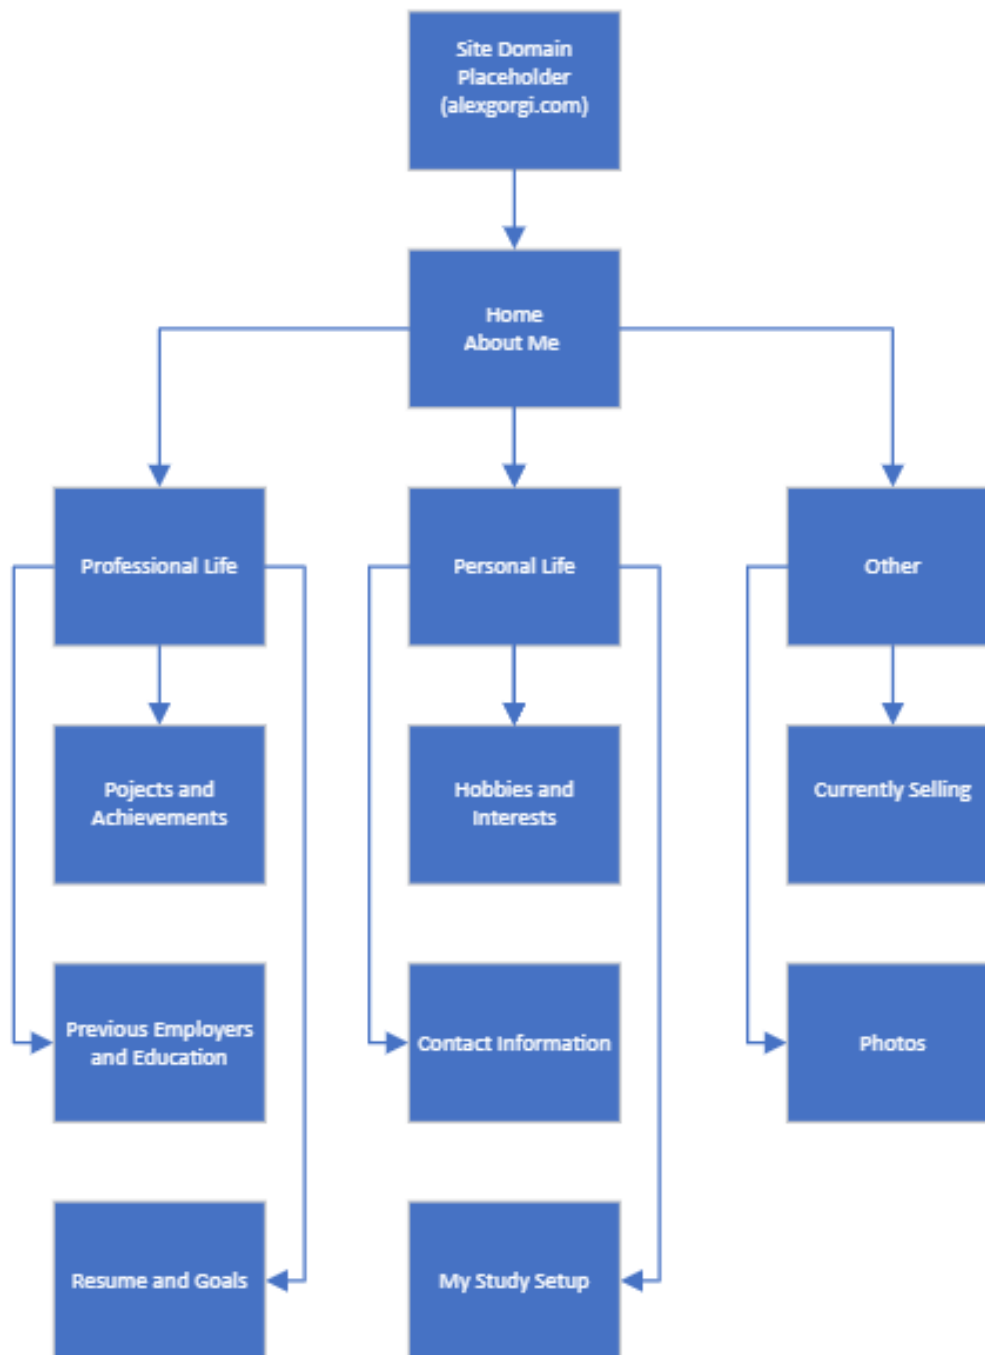 Site Domain
Placeholder
(alexgorgi.com)
Home
About Me
Professional Life
Personal Life
Other
Pojects and
Achievements
Hobbies and
Interests
Currently Selling
Previous Employers
and Education
Contact Information
Photos
Resume and Goals
My Study Setup